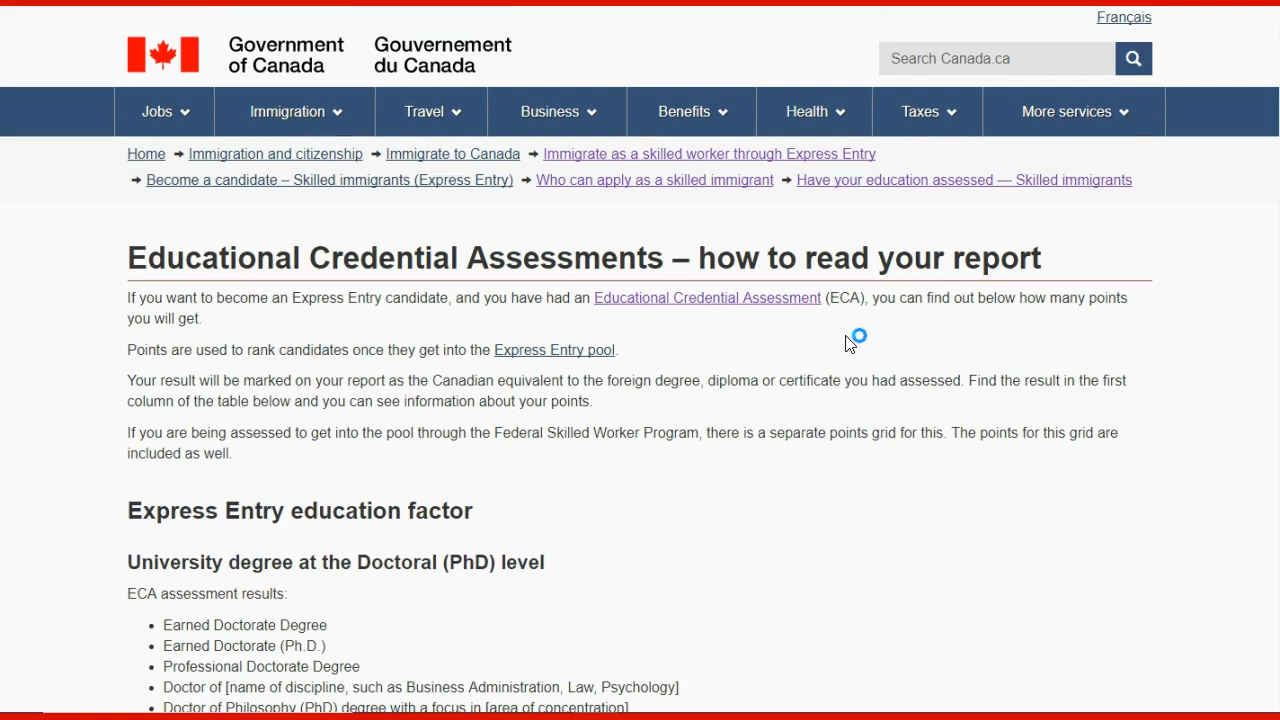 Français
Government of Canada
Gouvernement du Canada
Search Canada.ca
Jobs Immigration Travel Business Benefits Health Taxes More services
Home ➞ Immigration and citizenship ➞ Immigrate to Canada ➞ Immigrate as a skilled worker through Express Entry
➞ Become a candidate – Skilled immigrants (Express Entry) ➞ Who can apply as a skilled immigrant ➞ Have your education assessed — Skilled immigrants
Educational Credential Assessments – how to read your report
If you want to become an Express Entry candidate, and you have had an Educational Credential Assessment (ECA), you can find out below how many points
you will get.
Points are used to rank candidates once they get into the Express Entry pool.
Your result will be marked on your report as the Canadian equivalent to the foreign degree, diploma or certificate you had assessed. Find the result in the first
column of the table below and you can see information about your points.
If you are being assessed to get into the pool through the Federal Skilled Worker Program, there is a separate points grid for this. The points for this grid are
included as well.
Express Entry education factor
University degree at the Doctoral (PhD) level
ECA assessment results:
• Earned Doctorate Degree
• Earned Doctorate (Ph.D.)
• Professional Doctorate Degree
• Doctor of [name of discipline, such as Business Administration, Law, Psychology]
• Doctor of Philosophy (PhD) degree with a focus in [area of concentration]